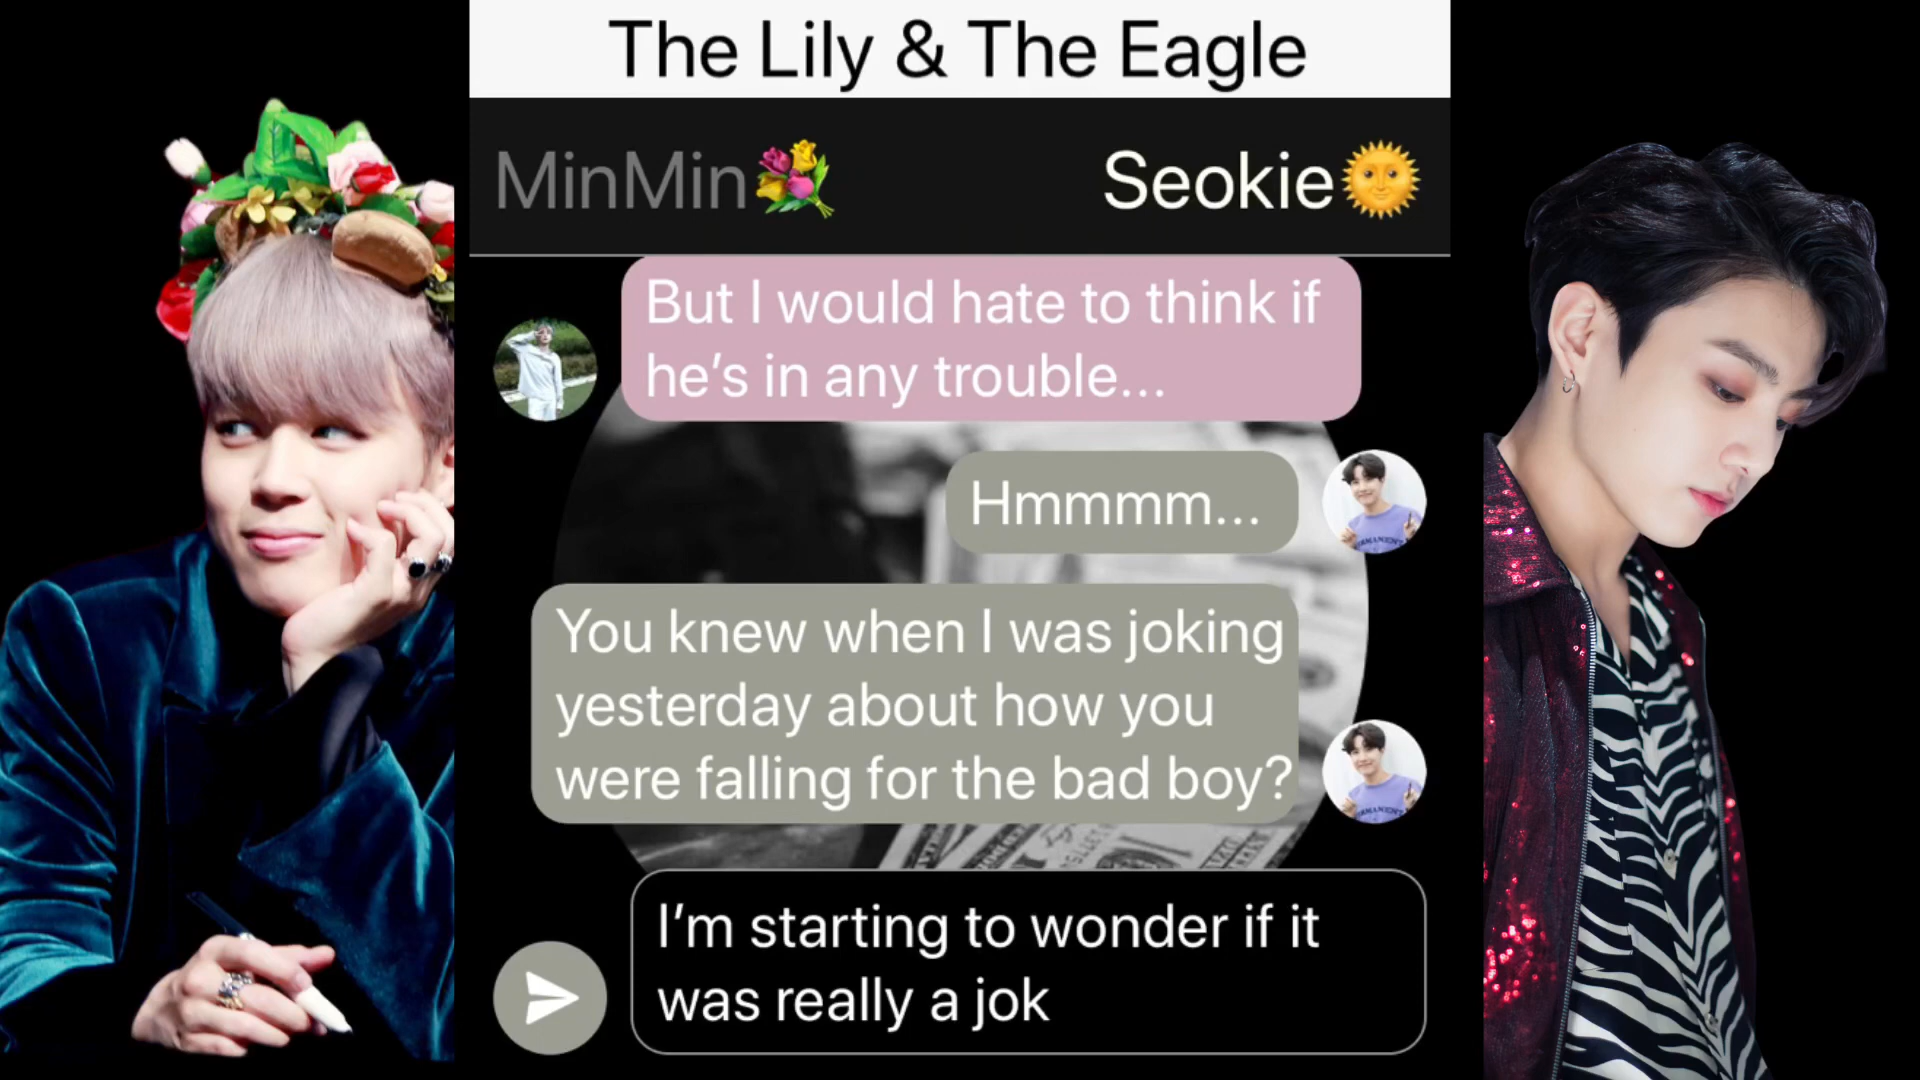 The Lily & The Eagle
MinMin💐 Seokie🌞
But I would hate to think if
he’s in any trouble...
Hmmmm...
You knew when I was joking
yesterday about how you
were falling for the bad boy?
I’m starting to wonder if it
was really a jok